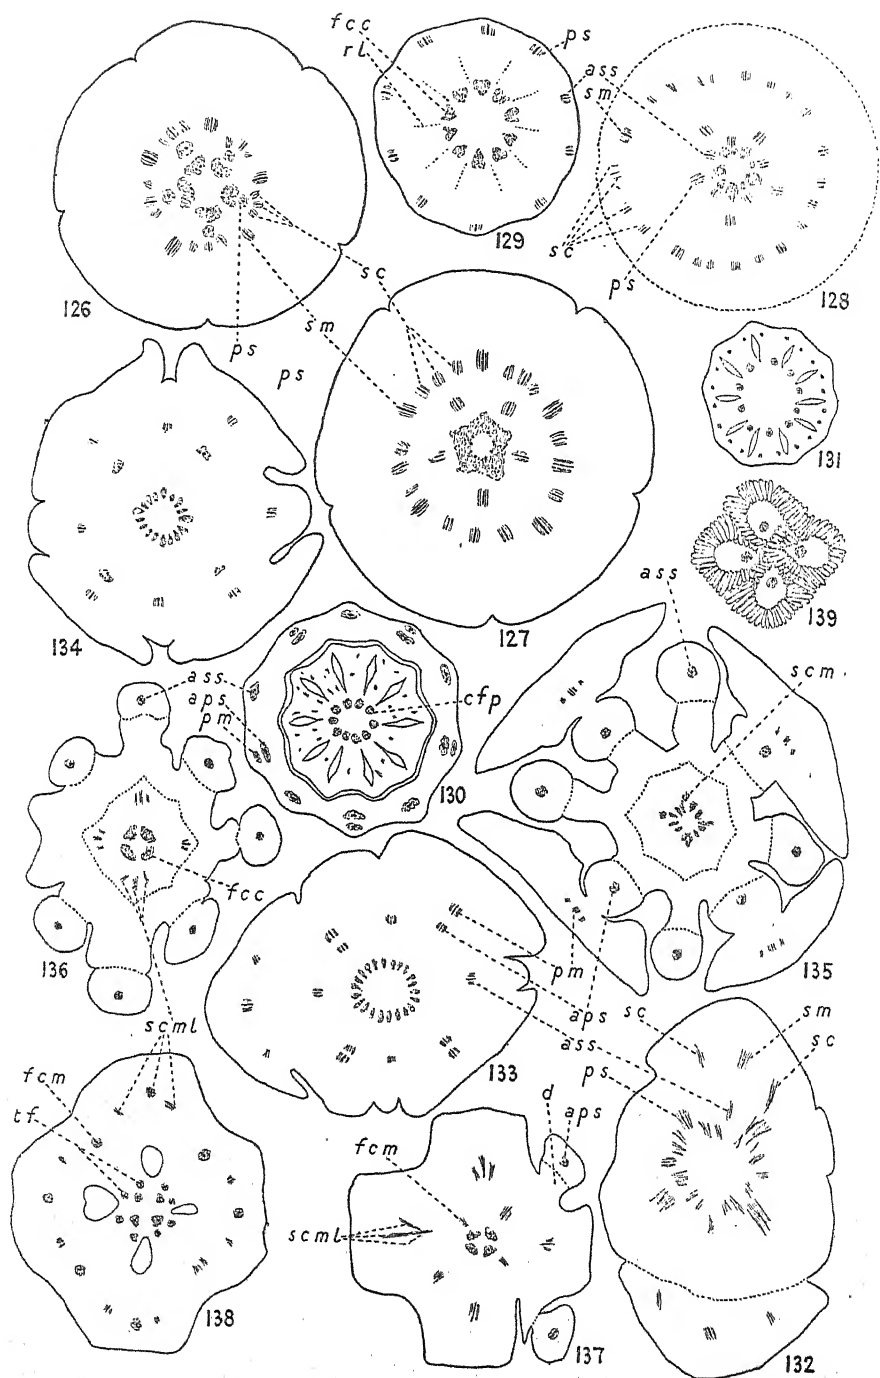 fcc
rl
ps
ass
sm
129
sc
126
ps
128
sc
sm
ps
ps
131
ass
139
134
127
scm
ass
aps
pm
cfp
130
fcc
136
pm
135
aps
scml
sc
sm
ass
sc
133
ps
fcm
d
tf
aps
fcm
scml
138
137
132